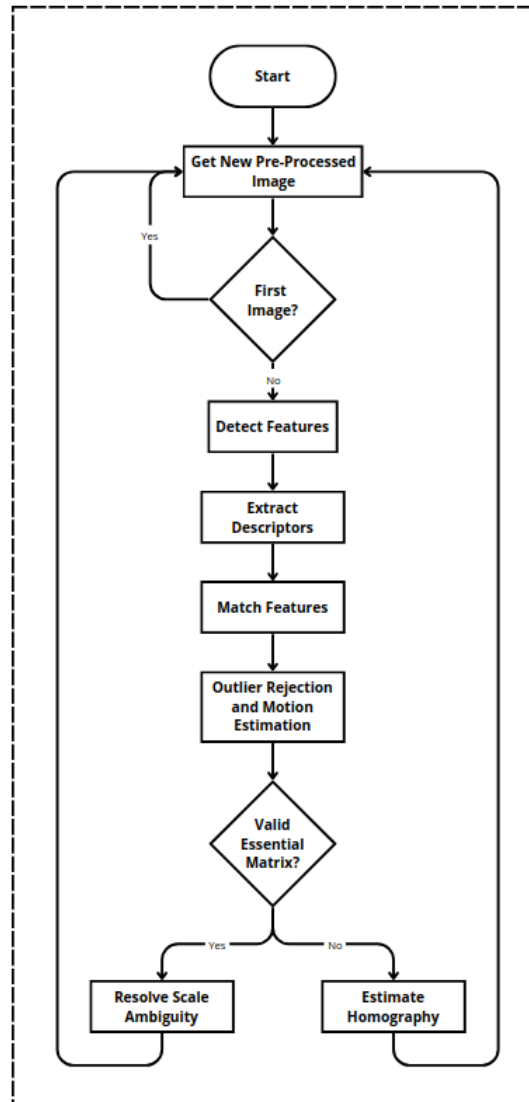 Start
Get New Pre-Processed
Image
Yes
First
Image?
No
Detect Features
Extract
Descriptors
Match Features
Outlier Rejection
and Motion
Estimation
Valid
Essential
Matrix?
Yes
No
Resolve Scale
Ambiguity
Estimate
Homography